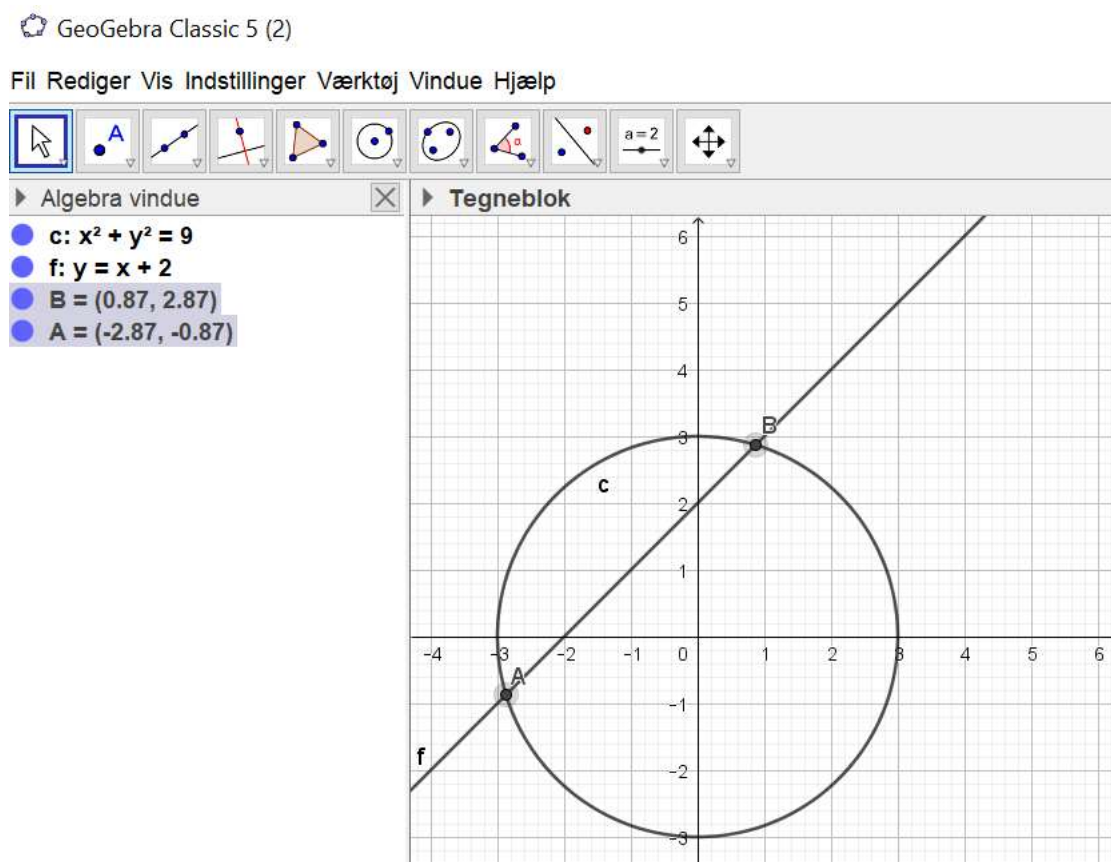 GeoGebra Classic 5 (2)
Fil Rediger Vis Indstillinger Værktøj Vindue Hjælp
A
α
a = 2
Algebra vindue
Tegneblok
c: x² + y² = 9
f: y = x + 2
B = (0.87, 2.87)
A = (-2.87, -0.87)
6
5
4
B
3
c
2
1
-4 -3 -2 -1 0 1 2 3 4 5 6
A
-1
f
-2
-3